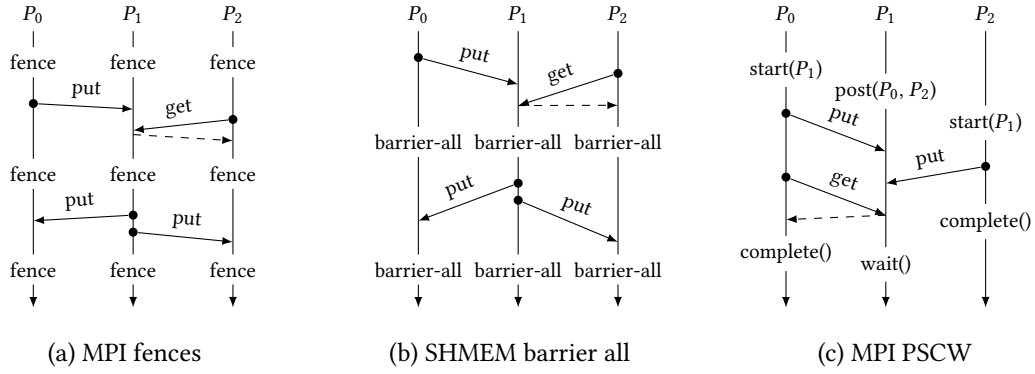 P0 P1 P2
fence fence fence
put
get
fence fence fence
put
put
fence fence fence
(a) MPI fences
P0 P1 P2
put
get
barrier-all barrier-all barrier-all
put
put
barrier-all barrier-all barrier-all
(b) SHMEM barrier all
P0 P1 P2
start(P1)
post(P0, P2)
start(P1)
put
put
get
complete()
complete()
wait()
(c) MPI PSCW